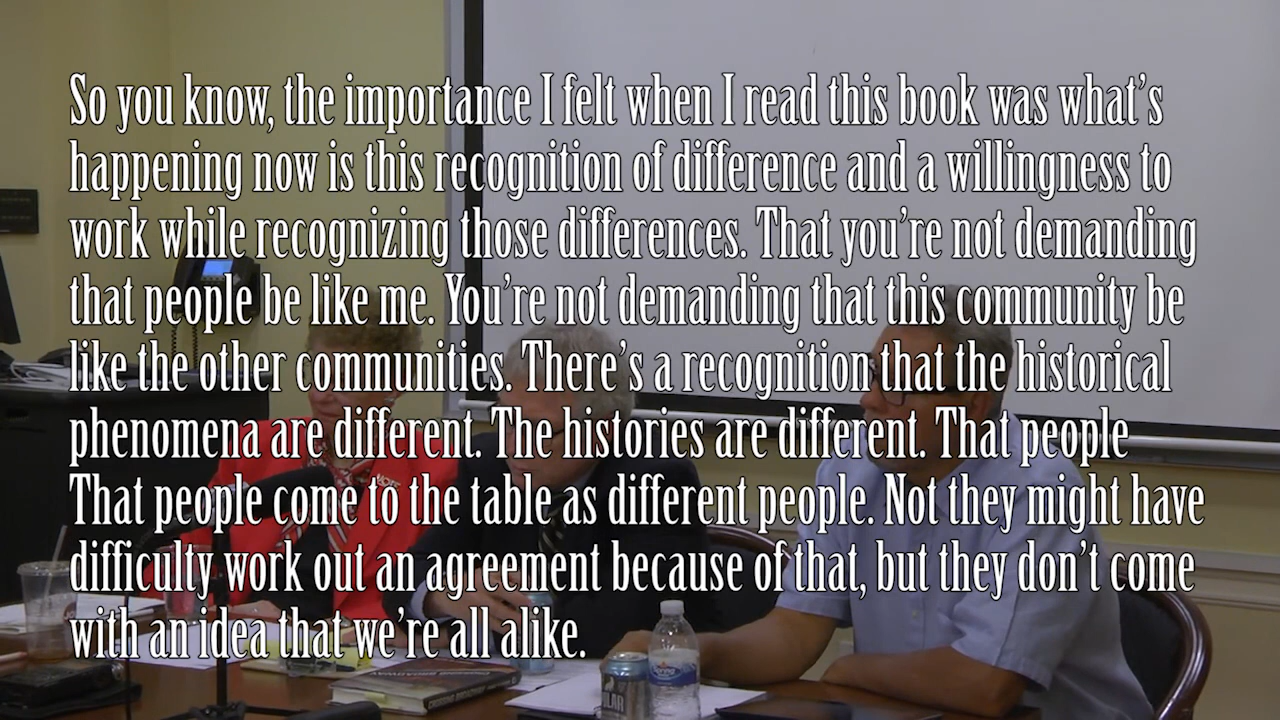 So you know, the importance I felt when I read this book was what's
happening now is this recognition of difference and a willingness to
work while recognizing those differences. That you're not demanding
that people be like me. You're not demanding that this community be
like the other communities. There's a recognition that the historical
phenomena are different. The histories are different. That people
That people come to the table as different people. Not they might have
difficulty work out an agreement because of that, but they don't come
with an idea that we're all alike.